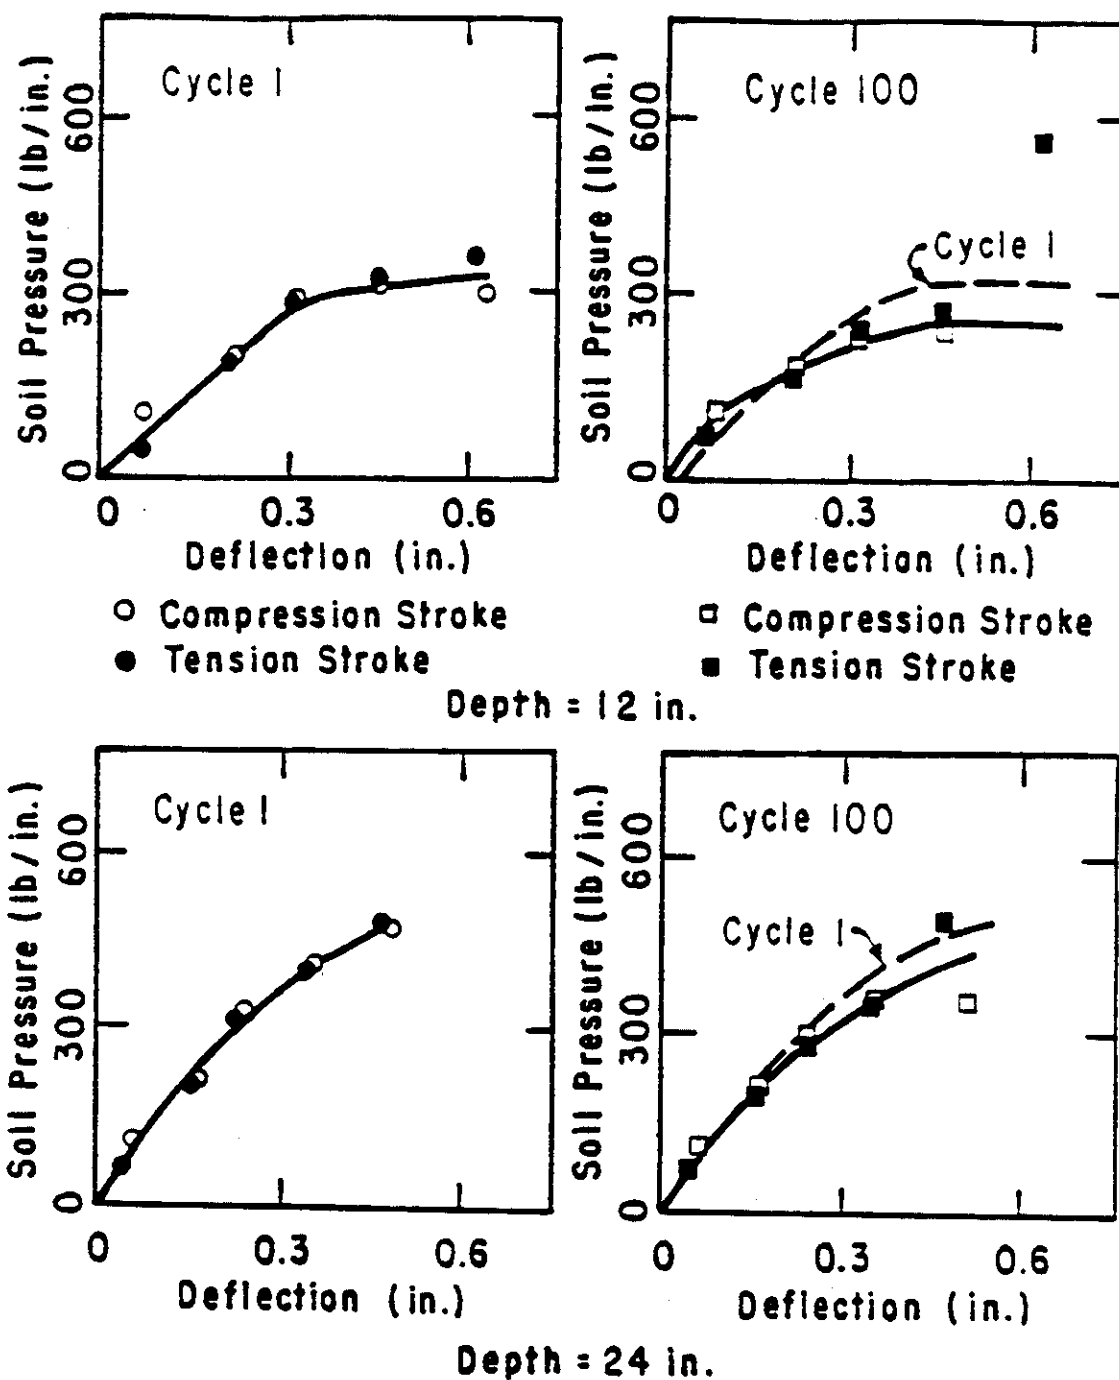 Cycle 1
Soil Pressure (lb/in.)
600
300
0
0 0.3 0.6
Deflection (in.)
Compression Stroke
Tension Stroke
Cycle 100
Cycle 1
Soil Pressure (lb/in.)
600
300
0
0 0.3 0.6
Deflection (in.)
Compression Stroke
Tension Stroke
Depth = 12 in.
Cycle 1
Soil Pressure (lb/in.)
600
300
0
0 0.3 0.6
Deflection (in.)
Cycle 100
Cycle 1
Soil Pressure (lb/in.)
600
300
0
0 0.3 0.6
Deflection (in.)
Depth = 24 in.